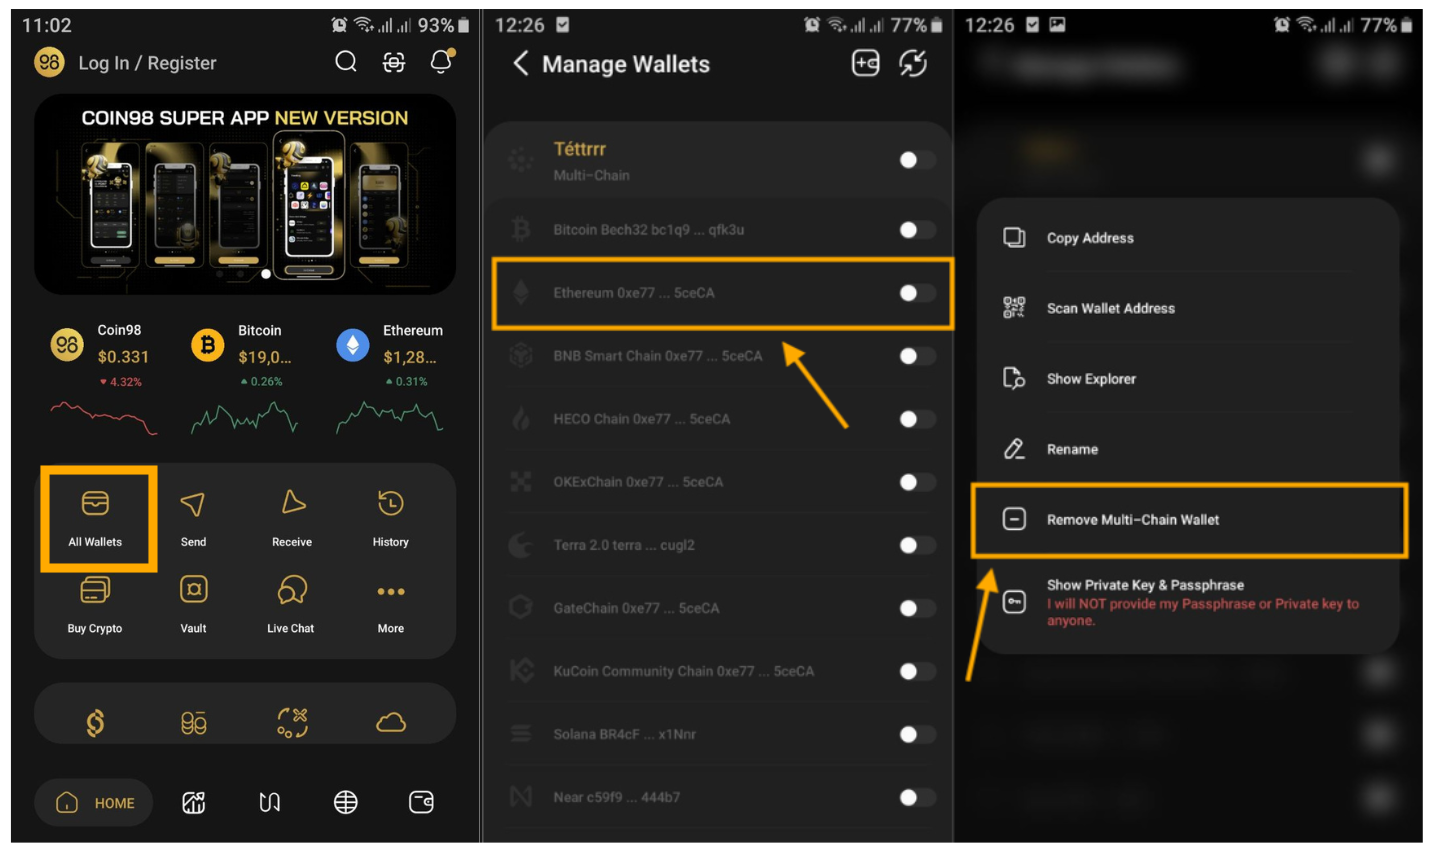 11:02
93%
98
Log In / Register
COIN98 SUPER APP NEW VERSION
Coin98
$0.331
4.32%
Bitcoin
$19,0...
0.26%
Ethereum
$1,28...
0.31%
All Wallets
Send
Receive
History
Buy Crypto
Vault
Live Chat
More
HOME
12:26
77%
Manage Wallets
Téttrrr
Multi-Chain
Bitcoin Bech32 bc1q9 ... qfk3u
Ethereum 0xe77 ... 5ceCA
BNB Smart Chain 0xe77 ... 5ceCA
HECO Chain 0xe77 ... 5ceCA
OKExChain 0xe77 ... 5ceCA
Terra 2.0 terra ... cugl2
GateChain 0xe77 ... 5ceCA
KuCoin Community Chain 0xe77 ... 5ceCA
Solana BR4cF ... x1Nnr
Near c59f9 ... 444b7
12:26
77%
Copy Address
Scan Wallet Address
Show Explorer
Rename
Remove Multi-Chain Wallet
Show Private Key & Passphrase
I will NOT provide my Passphrase or Private key to
anyone.